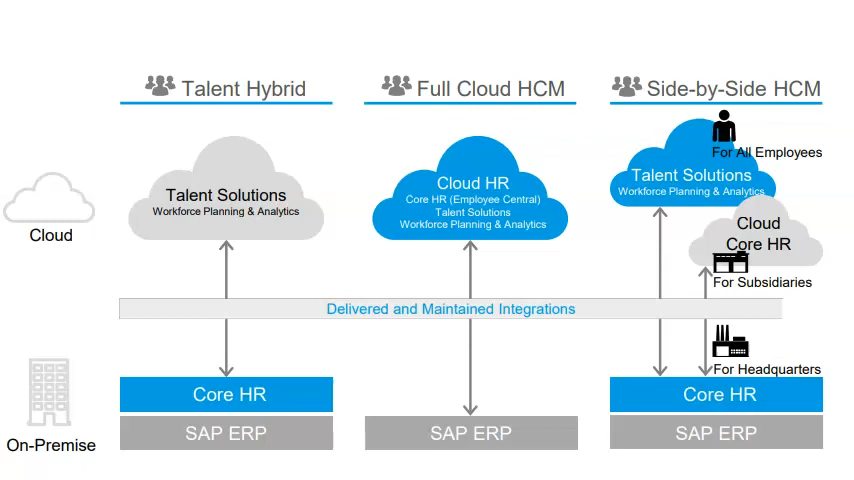 Talent Hybrid
Full Cloud HCM
Side-by-Side HCM
For All Employees
Talent Solutions
Workforce Planning & Analytics
Cloud HR
Core HR (Employee Central)
Talent Solutions
Workforce Planning & Analytics
Talent Solutions
Workforce Planning & Analytics
Cloud
Core HR
Cloud
For Subsidiaries
Delivered and Maintained Integrations
For Headquarters
Core HR
Core HR
On-Premise
SAP ERP
SAP ERP
SAP ERP